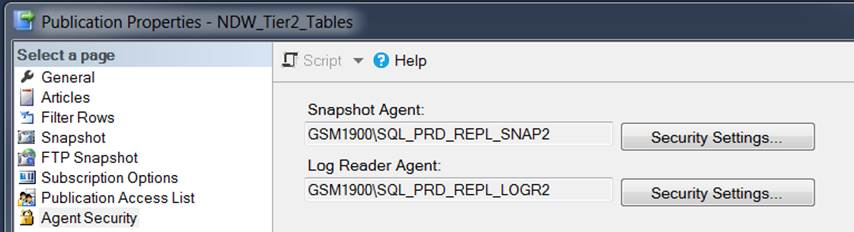 Publication Properties - NDW_Tier2_Tables
Select a page
General
Articles
Filter Rows
Snapshot
FTP Snapshot
Subscription Options
Publication Access List
Agent Security
Script
Help
Snapshot Agent:
GSM1900\SQL_PRD_REPL_SNAP2
Security Settings...
Log Reader Agent:
GSM1900\SQL_PRD_REPL_LOGR2
Security Settings...